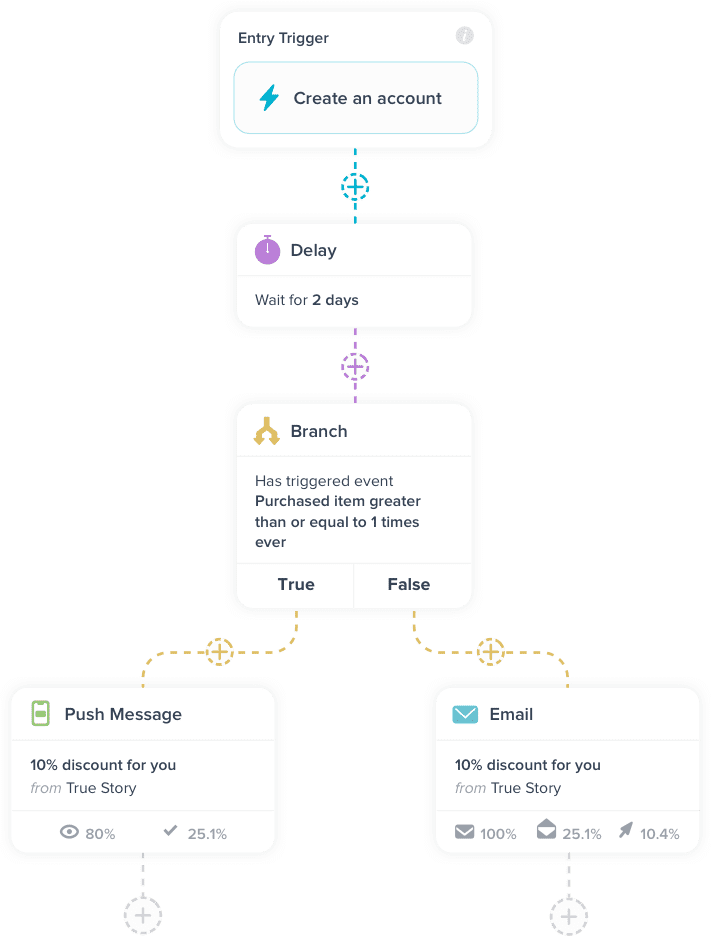 Entry Trigger
Create an account
Delay
Wait for 2 days
Branch
Has triggered event
Purchased item greater
than or equal to 1 times
ever
True
False
Push Message
10% discount for you
from True Story
80%
25.1%
Email
10% discount for you
from True Story
100%
25.1%
10.4%